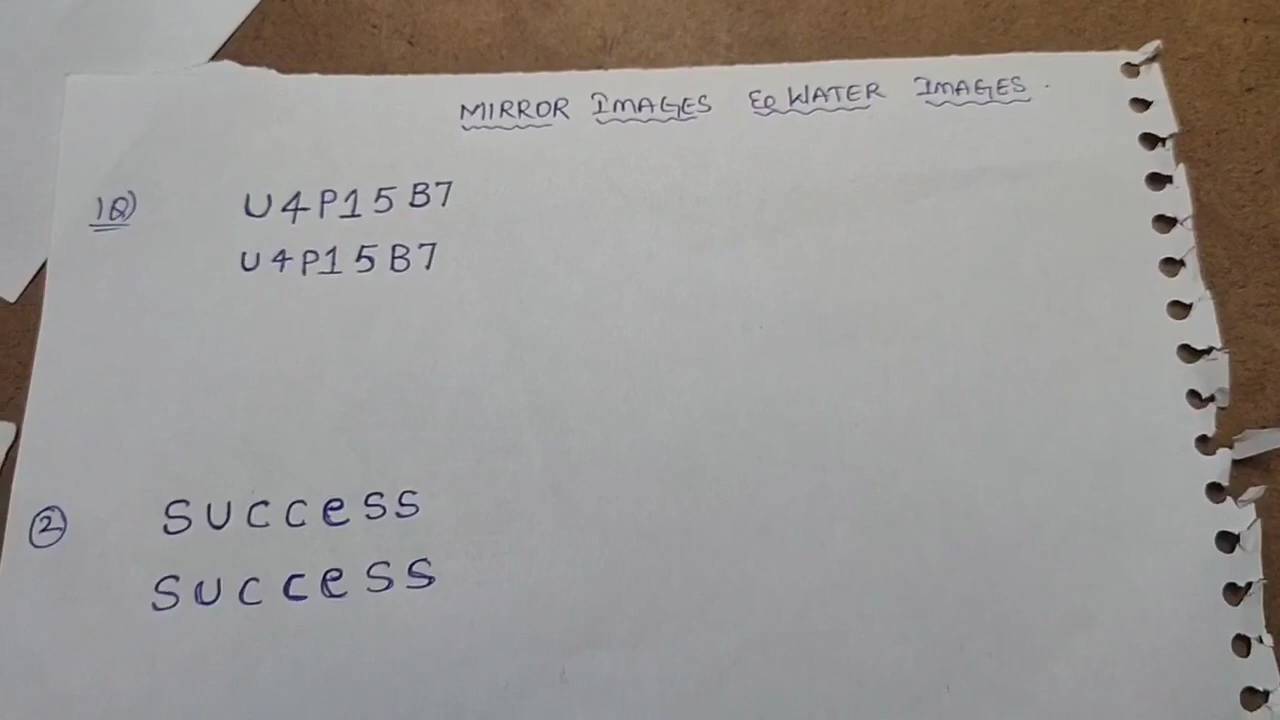 MIRROR IMAGES & WATER IMAGES.
1Q) U4P15B7
U4P15B7
2 success
success